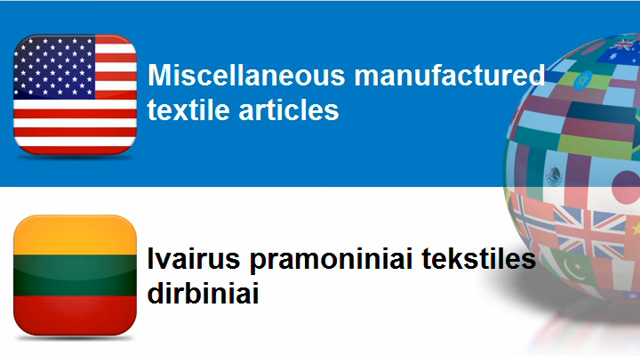 Miscellaneous manufactured
textile articles
Ivairus pramoniniai tekstiles
dirbiniai